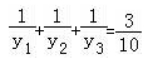 1/y₁ + 1/y₂ + 1/y₃ = 3/10